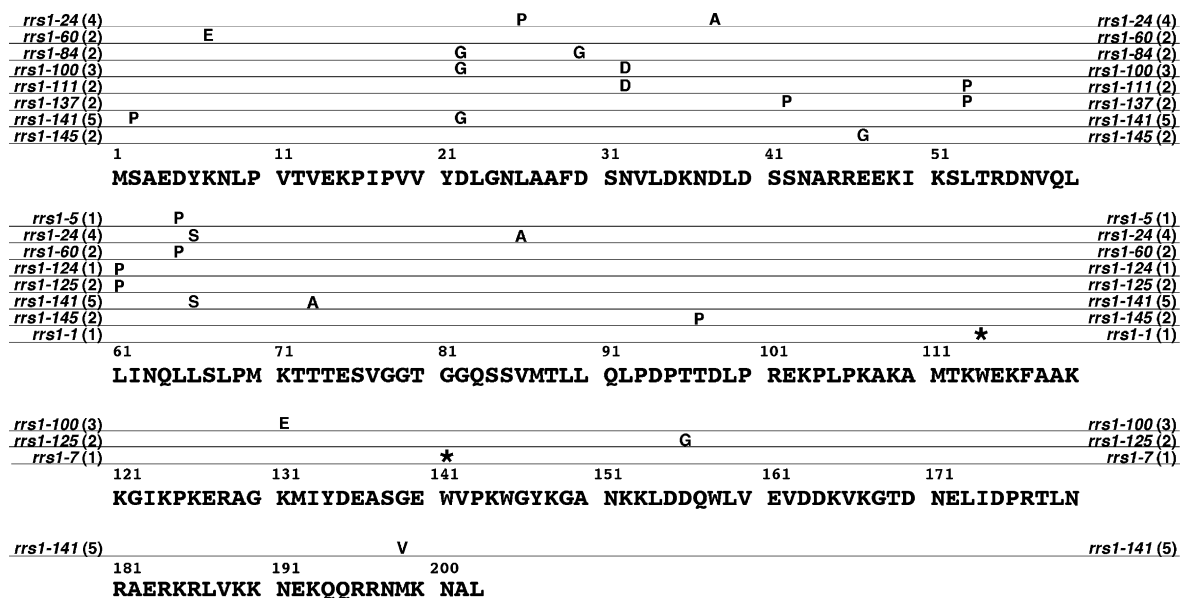 rrs1-24 (4) P A rrs1-24 (4)
rrs1-60 (2) E rrs1-60 (2)
rrs1-84 (2) G G rrs1-84 (2)
rrs1-100 (3) G D rrs1-100 (3)
rrs1-111 (2) D P rrs1-111 (2)
rrs1-137 (2) P P rrs1-137 (2)
rrs1-141 (5) P G rrs1-141 (5)
rrs1-145 (2) G rrs1-145 (2)
1 11 21 31 41 51
MSAEDYKNLP VTVEKPIPVV YDLGNLAAFD SNVLDKNDLD SSNARREEKI KSLTRDNVQL
rrs1-5 (1) P rrs1-5 (1)
rrs1-24 (4) S A rrs1-24 (4)
rrs1-60 (2) P rrs1-60 (2)
rrs1-124 (1) P rrs1-124 (1)
rrs1-125 (2) P rrs1-125 (2)
rrs1-141 (5) S A rrs1-141 (5)
rrs1-145 (2) P rrs1-145 (2)
rrs1-1 (1) * rrs1-1 (1)
61 71 81 91 101 111
LINQLLSLPM KTTTESVGGT GGQSSVMTLL QLPDPTTDLP REKPLPKAKA MTKWEKFAAK
rrs1-100 (3) E rrs1-100 (3)
rrs1-125 (2) G rrs1-125 (2)
rrs1-7 (1) * rrs1-7 (1)
121 131 141 151 161 171
KGIKPKERAG KMIYDEASGE WVPKWGYKGA NKKLDDQWLV EVDDKVKGTD NELIDPRTLN
rrs1-141 (5) V rrs1-141 (5)
181 191 200
RAERKRLVKK NEKQQRRNMK NAL